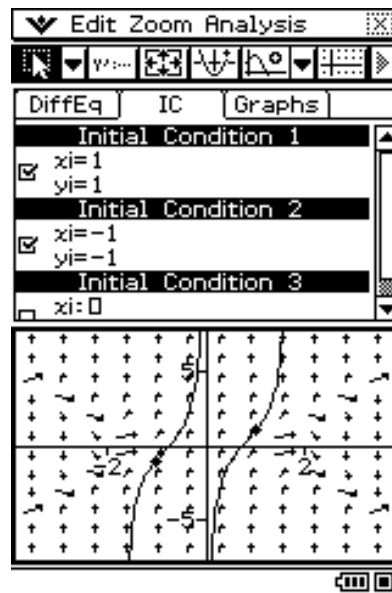 Edit Zoom Analysis
DiffEq IC Graphs
Initial Condition 1
xi=1
yi=1
Initial Condition 2
xi=-1
yi=-1
Initial Condition 3
xi:0
5
-2 2
-5